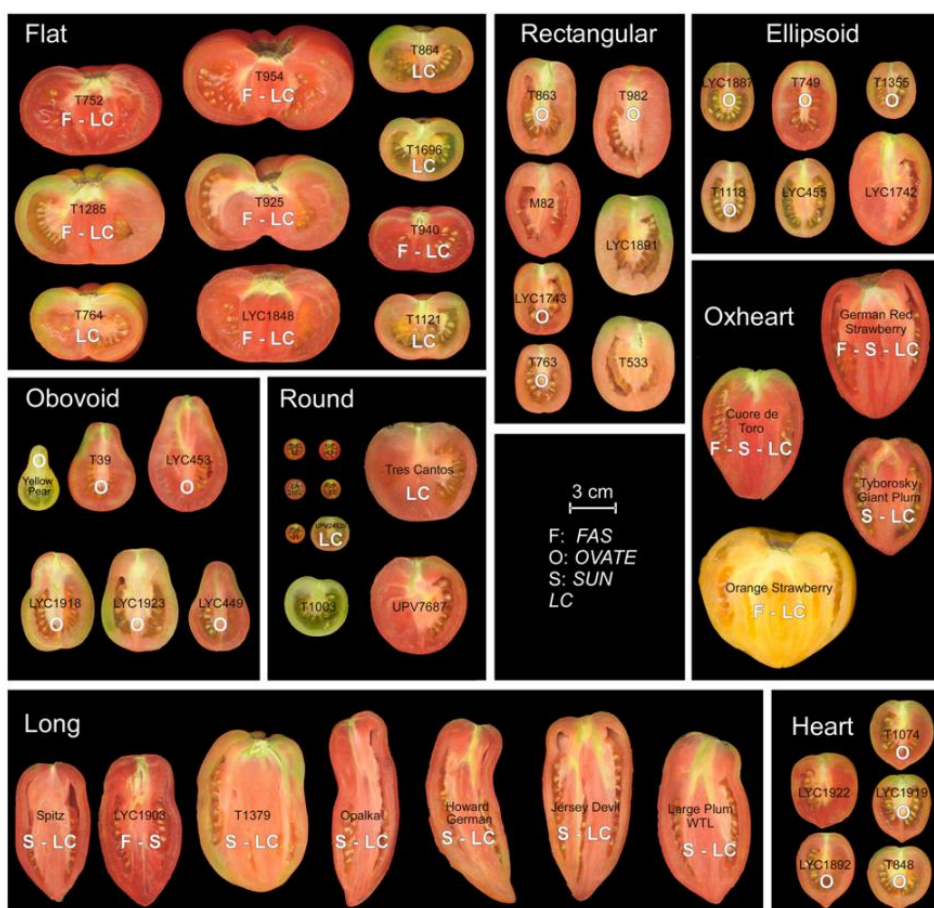 Flat
T752
F - LC
T954
F - LC
T864
LC
T1285
F - LC
T925
F - LC
T1696
LC
T940
F - LC
T764
LC
LYC1848
F - LC
T1121
LC
Rectangular
T863
O
T982
O
M82
LYC1891
LYC1743
O
T763
O
T533
Ellipsoid
LYC1887
O
T749
O
T1355
O
T1118
O
LYC455
LYC1742
Oxheart
German Red
Strawberry
F - S - LC
Cuore de
Toro
F - S - LC
Tyborosky
Giant Plum
S - LC
Orange Strawberry
F - LC
Obovoid
O
Yellow
Pear
T39
O
LYC453
O
LYC1918
O
LYC1923
O
LYC449
O
Round
Tres Cantos
LC
LC
T1003
UPV7687
3 cm
F: FAS
O: OVATE
S: SUN
LC
Long
Spitz
S - LC
LYC1903
F - S
T1379
S - LC
Opalka
S - LC
Howard
German
S - LC
Jersey Devil
S - LC
Large Plum
WTL
S - LC
Heart
T1074
O
LYC1922
LYC1919
O
LYC1892
O
T848
O